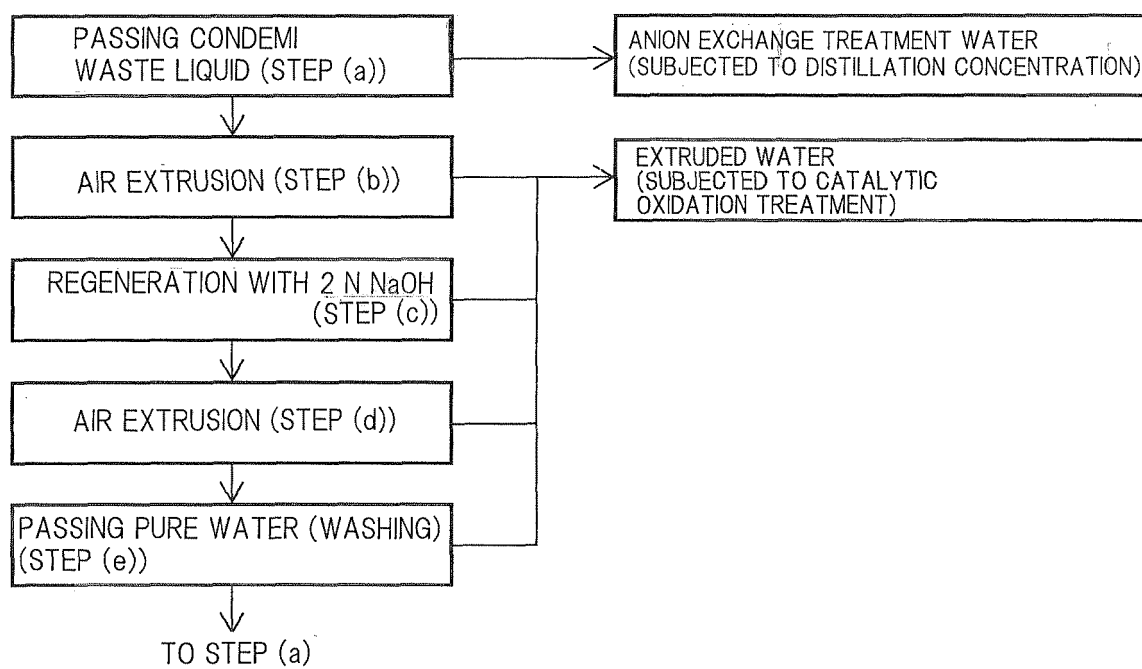 PASSING CONDEMI
WASTE LIQUID (STEP (a))
ANION EXCHANGE TREATMENT WATER
(SUBJECTED TO DISTILLATION CONCENTRATION)
AIR EXTRUSION (STEP (b))
EXTRUDED WATER
(SUBJECTED TO CATALYTIC
OXIDATION TREATMENT)
REGENERATION WITH 2 N NaOH
(STEP (c))
AIR EXTRUSION (STEP (d))
PASSING PURE WATER (WASHING)
(STEP (e))
TO STEP (a)